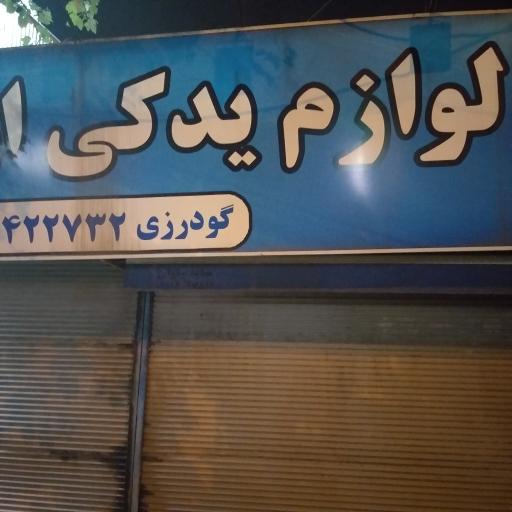 لوازم یدکی ا
گودرزی ۴۲۲۷۳۲